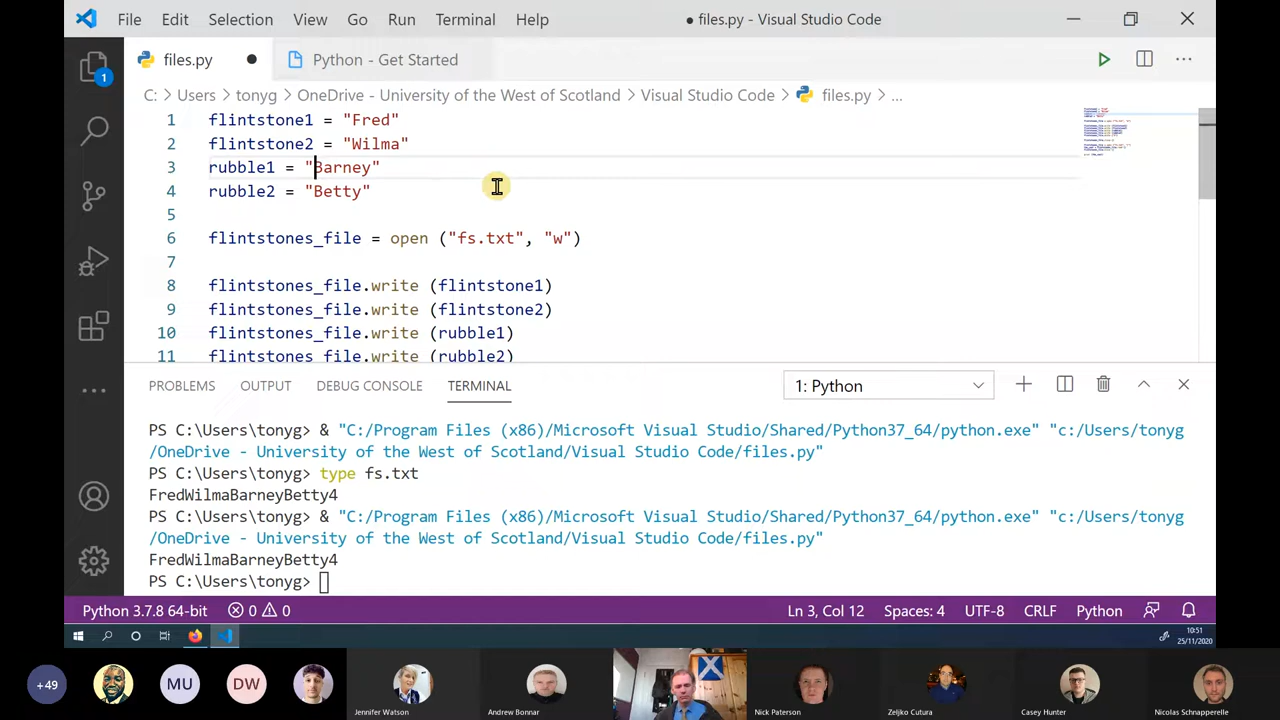 File Edit Selection View Go Run Terminal Help ● files.py - Visual Studio Code
files.py ● Python - Get Started
1
C: > Users > tonyg > OneDrive - University of the West of Scotland > Visual Studio Code > files.py > ...
1 flintstone1 = "Fred"
2 flintstone2 = "Wilma"
3 rubble1 = "Barney"
4 rubble2 = "Betty"
5
6 flintstones_file = open ("fs.txt", "w")
7
8 flintstones_file.write (flintstone1)
9 flintstones_file.write (flintstone2)
10 flintstones_file.write (rubble1)
11 flintstones_file.write (rubble2)
PROBLEMS OUTPUT DEBUG CONSOLE TERMINAL 1: Python
PS C:\Users\tonyg> & "C:/Program Files (x86)/Microsoft Visual Studio/Shared/Python37_64/python.exe" "c:/Users/tonyg
/OneDrive - University of the West of Scotland/Visual Studio Code/files.py"
PS C:\Users\tonyg> type fs.txt
FredWilmaBarneyBetty4
PS C:\Users\tonyg> & "C:/Program Files (x86)/Microsoft Visual Studio/Shared/Python37_64/python.exe" "c:/Users/tonyg
/OneDrive - University of the West of Scotland/Visual Studio Code/files.py"
FredWilmaBarneyBetty4
PS C:\Users\tonyg>
Python 3.7.8 64-bit 0 0 Ln 3, Col 12 Spaces: 4 UTF-8 CRLF Python
10:51
25/11/2020
+49 MU DW
Jennifer Watson Andrew Bonnar Nick Paterson Zeljko Cutura Casey Hunter Nicolas Schnapperelle